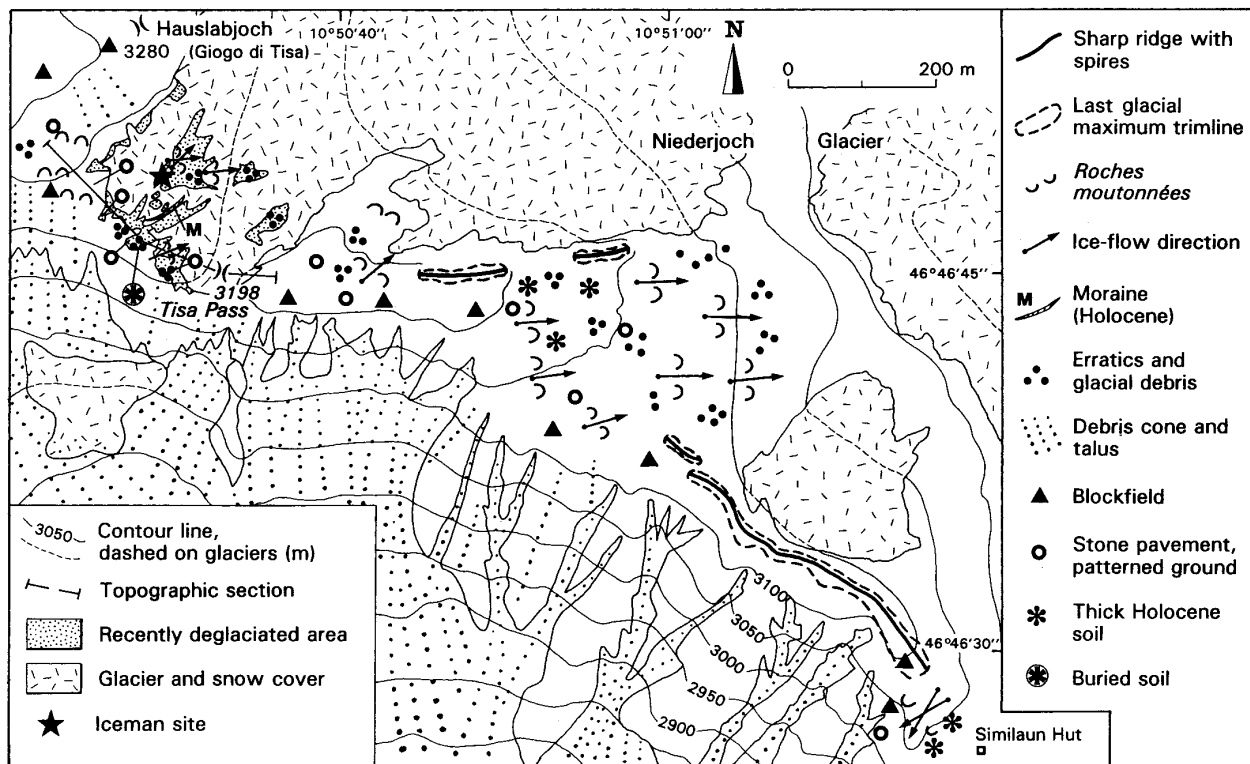 Hauslabjoch
3280 (Giogo di Tisa)
10°50'40''
10°51'00''
N
0 200 m
Niederjoch Glacier
M
3198
Tisa Pass
46°46'45''
3100
3050
3000
2950
2900
46°46'30''
Similaun Hut
3050 Contour line,
dashed on glaciers (m)
Topographic section
Recently deglaciated area
Glacier and snow cover
Iceman site
Sharp ridge with
spires
Last glacial
maximum trimline
Roches
moutonnées
Ice-flow direction
M Moraine
(Holocene)
Erratics and
glacial debris
Debris cone and
talus
Blockfield
Stone pavement,
patterned ground
Thick Holocene
soil
Buried soil